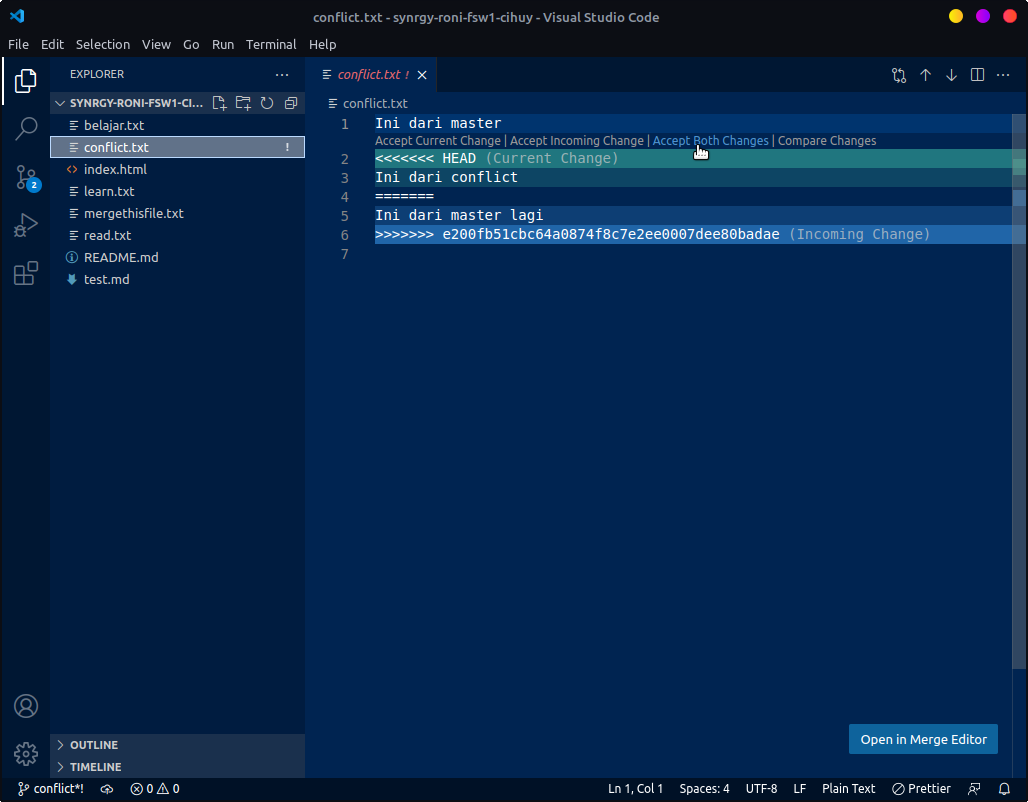 conflict.txt - synrgy-roni-fsw1-cihuy - Visual Studio Code
File Edit Selection View Go Run Terminal Help
EXPLORER
SYNRGY-RONI-FSW1-CI...
belajar.txt
conflict.txt !
index.html
learn.txt
mergethisfile.txt
read.txt
README.md
test.md
2
OUTLINE
TIMELINE
conflict.txt !
conflict.txt
1 Ini dari master
Accept Current Change | Accept Incoming Change | Accept Both Changes | Compare Changes
2 <<<<<<< HEAD (Current Change)
3 Ini dari conflict
4 =======
5 Ini dari master lagi
6 >>>>>>> e200fb51cbc64a0874f8c7e2ee0007dee80badae (Incoming Change)
7
Open in Merge Editor
conflict*! 0 0 Ln 1, Col 1 Spaces: 4 UTF-8 LF Plain Text Prettier